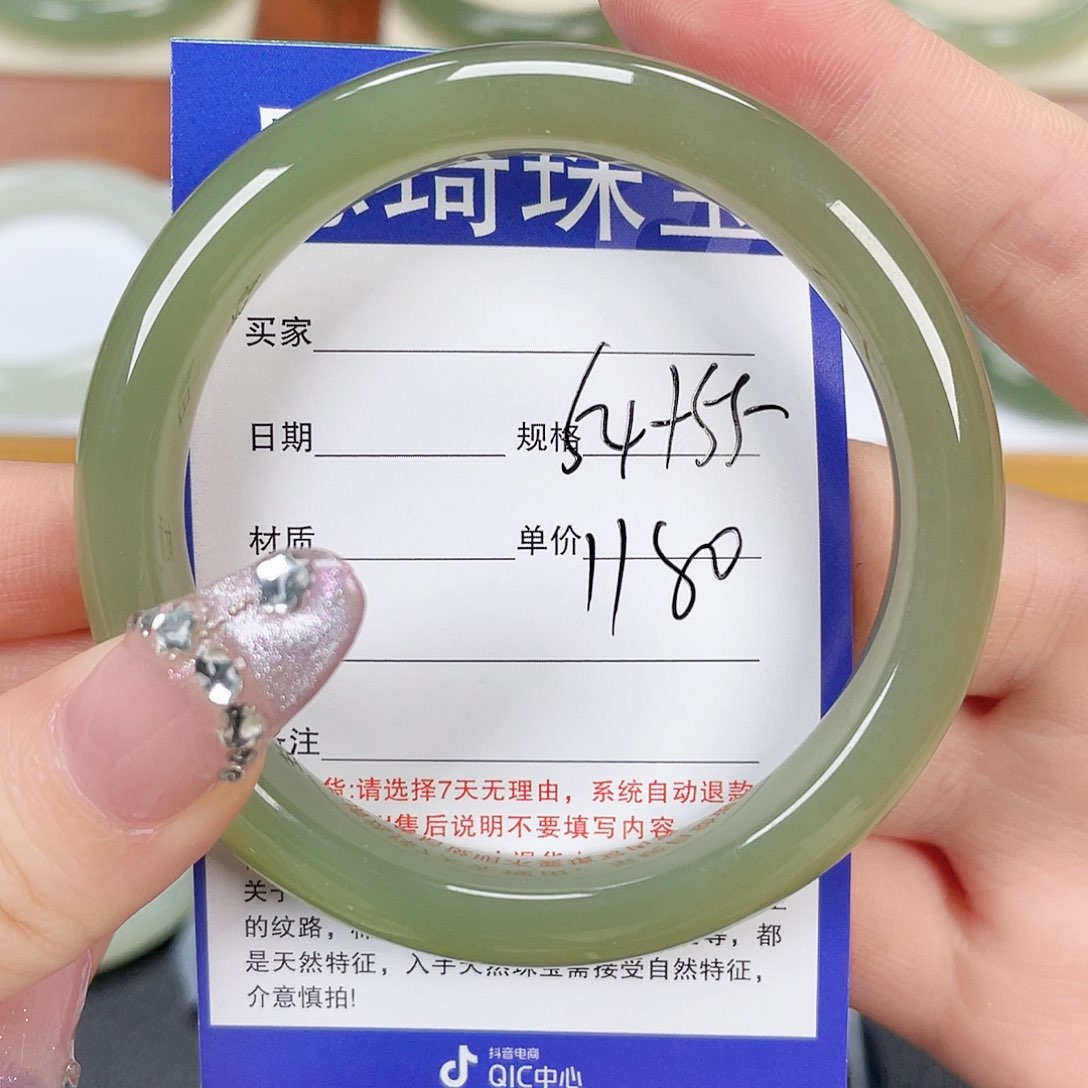 琦珠宝
买家
日期 规格 54+55
材质 单价 1180
注
货:请选择7天无理由，系统自动退款
售后说明不要填写内容
关于
的纹路， 等，都
是天然特征，入手天然珠宝需接受自然特征，
介意慎拍!
抖音电商
QIC中心